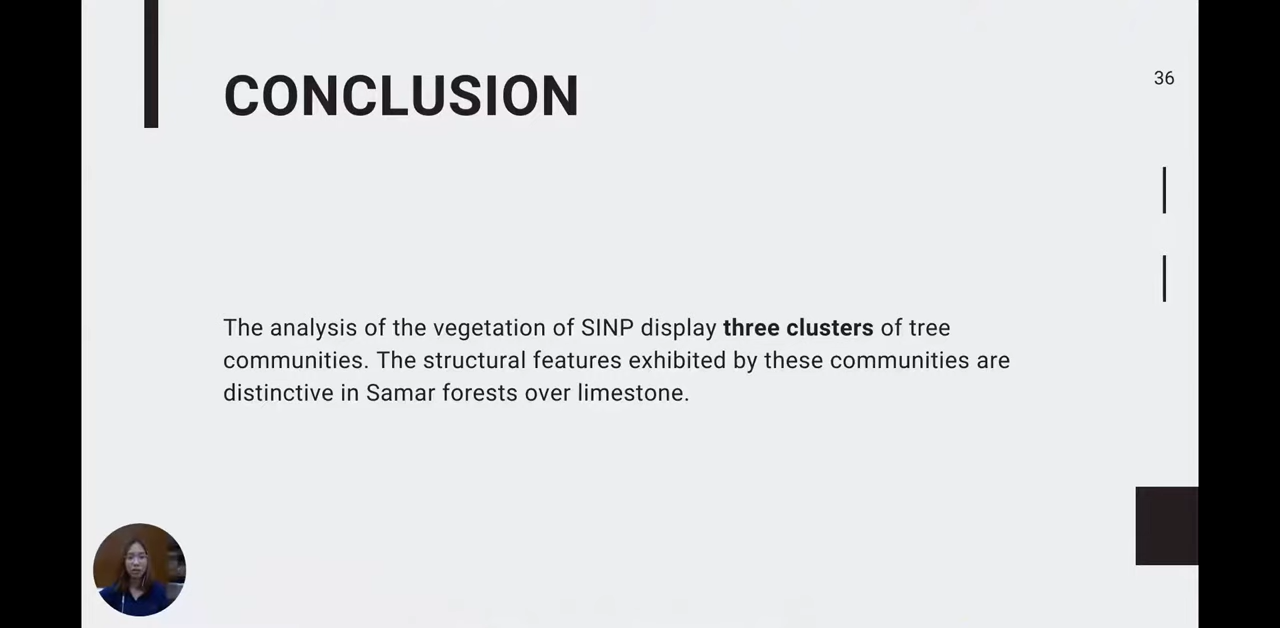 CONCLUSION
36
The analysis of the vegetation of SINP display three clusters of tree
communities. The structural features exhibited by these communities are
distinctive in Samar forests over limestone.